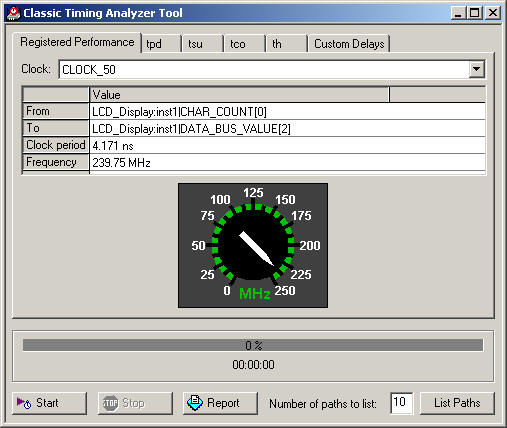 Classic Timing Analyzer Tool
Registered Performance tpd tsu tco th Custom Delays
Clock: CLOCK_50
Value
From LCD_Display:inst1|CHAR_COUNT[0]
To LCD_Display:inst1|DATA_BUS_VALUE[2]
Clock period 4.171 ns
Frequency 239.75 MHz
125
100 150
75 175
50 200
25 225
0 MHz 250
0 %
00:00:00
Start STOP Stop Report Number of paths to list: 10 List Paths